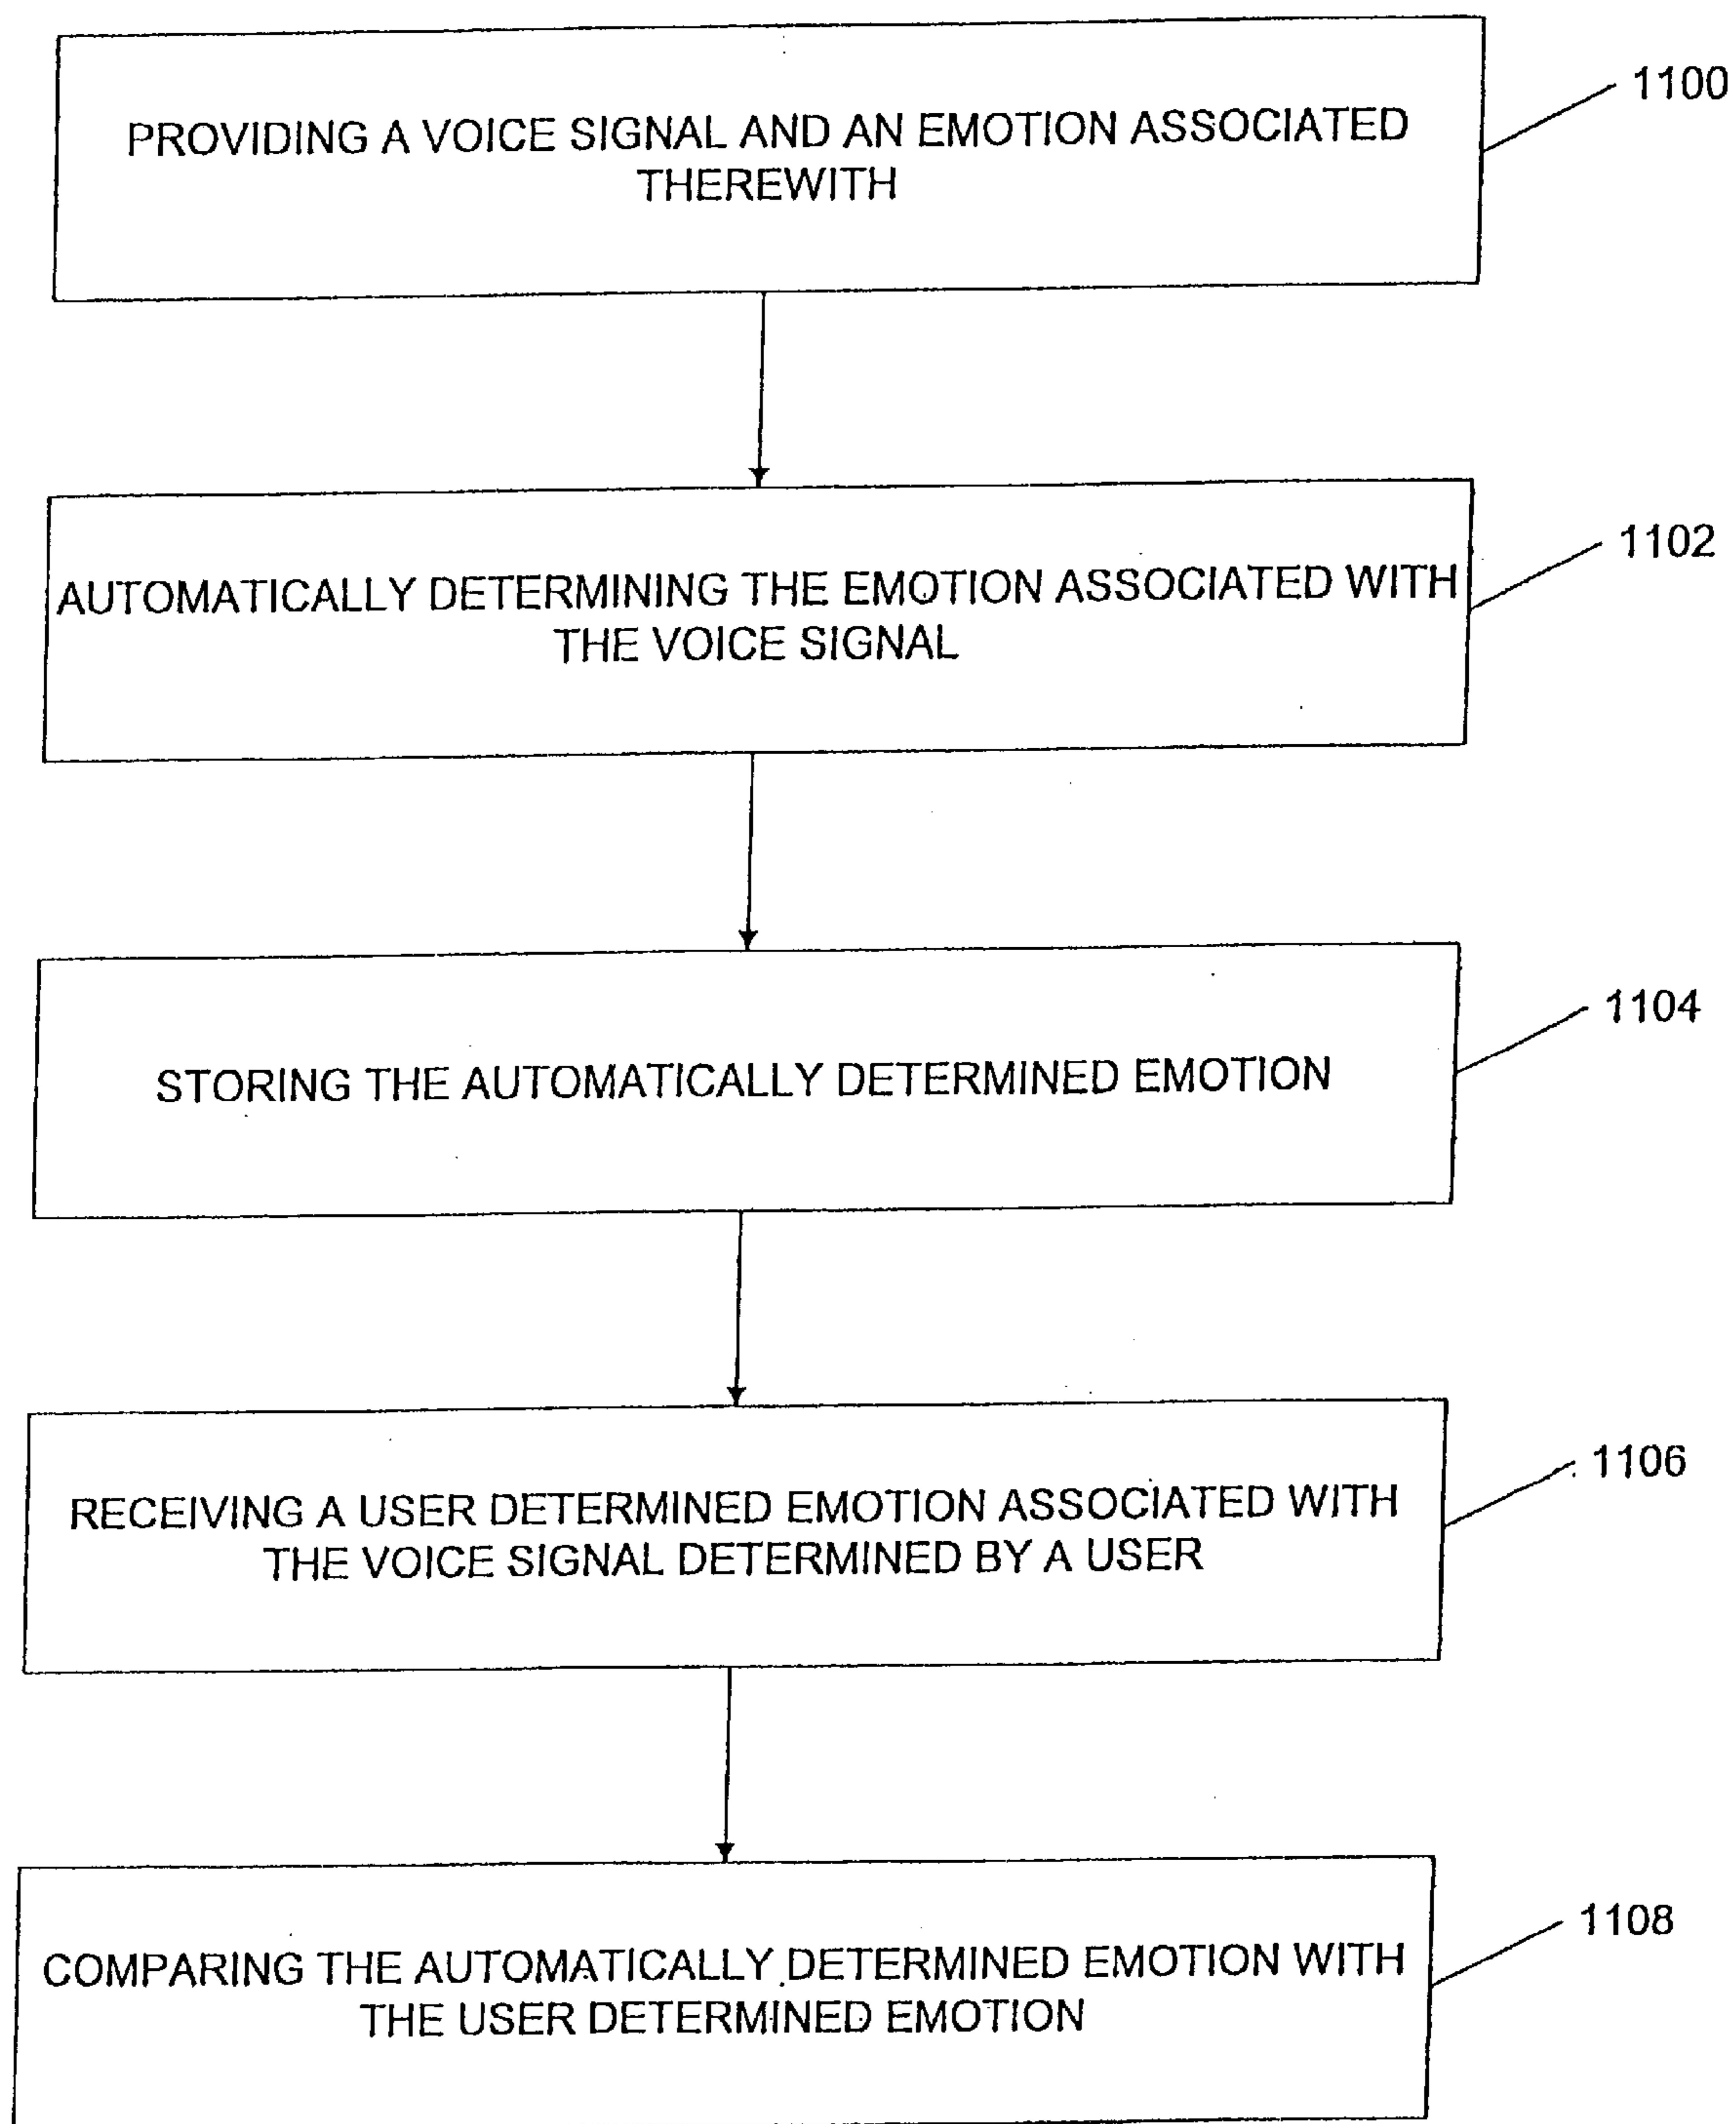 PROVIDING A VOICE SIGNAL AND AN EMOTION ASSOCIATED
THEREWITH
1100
AUTOMATICALLY DETERMINING THE EMOTION ASSOCIATED WITH
THE VOICE SIGNAL
1102
STORING THE AUTOMATICALLY DETERMINED EMOTION
1104
RECEIVING A USER DETERMINED EMOTION ASSOCIATED WITH
THE VOICE SIGNAL DETERMINED BY A USER
1106
COMPARING THE AUTOMATICALLY DETERMINED EMOTION WITH
THE USER DETERMINED EMOTION
1108